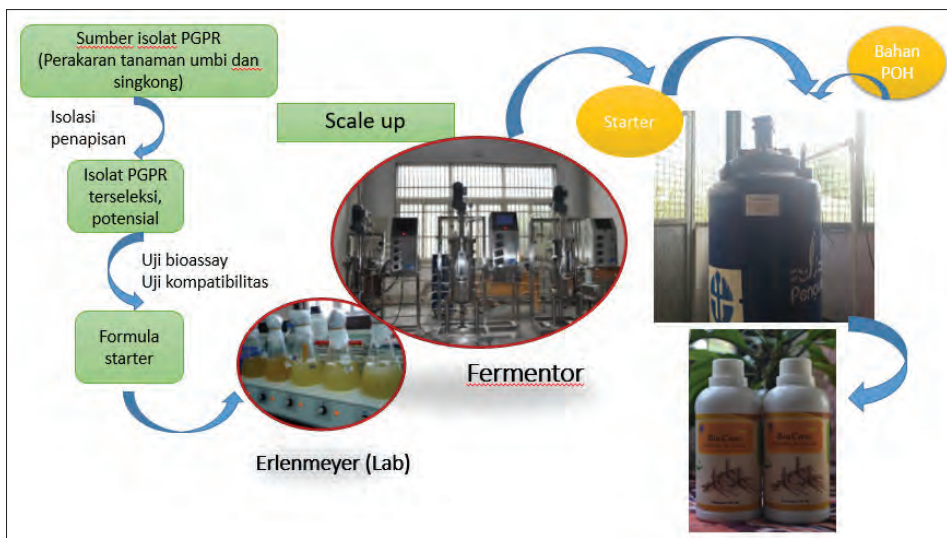 Sumber isolat PGPR
(Perakaran tanaman umbi dan
singkong)
Isolasi
penapisan
Isolat PGPR
terseleksi,
potensial
Uji bioassay
Uji kompatibilitas
Formula
starter
Erlenmeyer (Lab)
Scale up
Fermentor
Starter
Bahan
POH